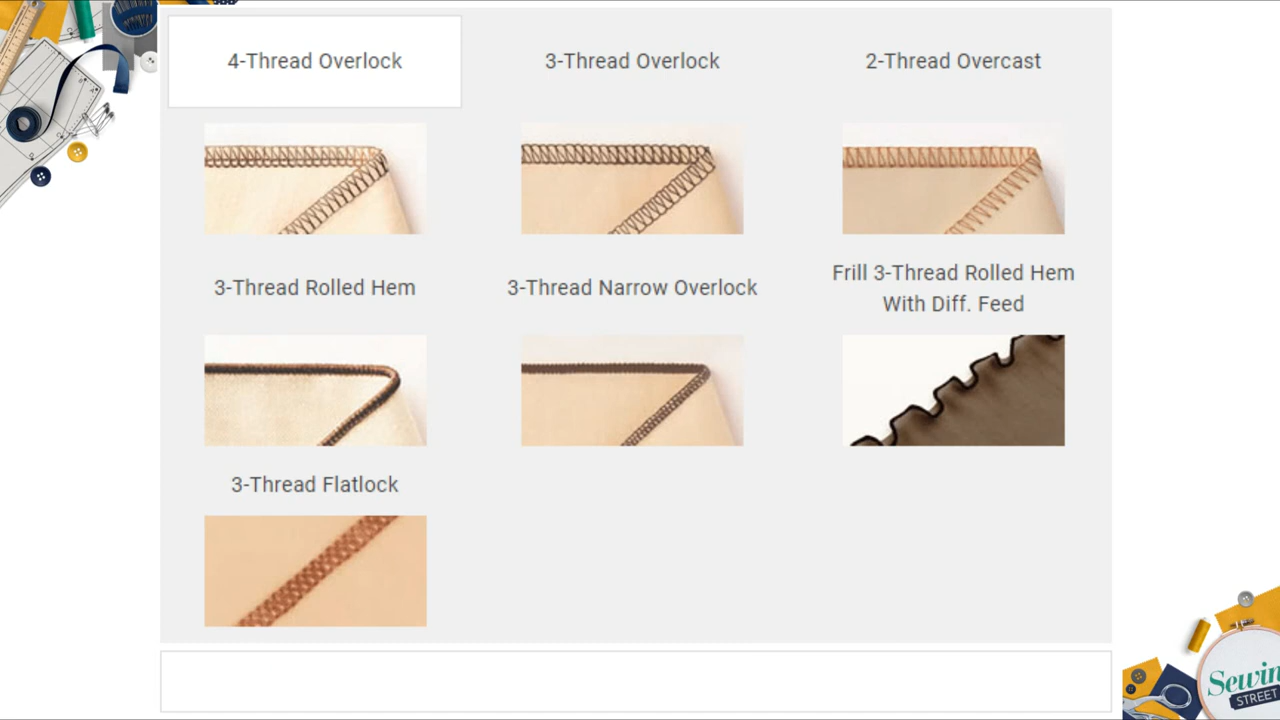 4-Thread Overlock
3-Thread Overlock
2-Thread Overcast
3-Thread Rolled Hem
3-Thread Narrow Overlock
Frill 3-Thread Rolled Hem
With Diff. Feed
3-Thread Flatlock
STREET